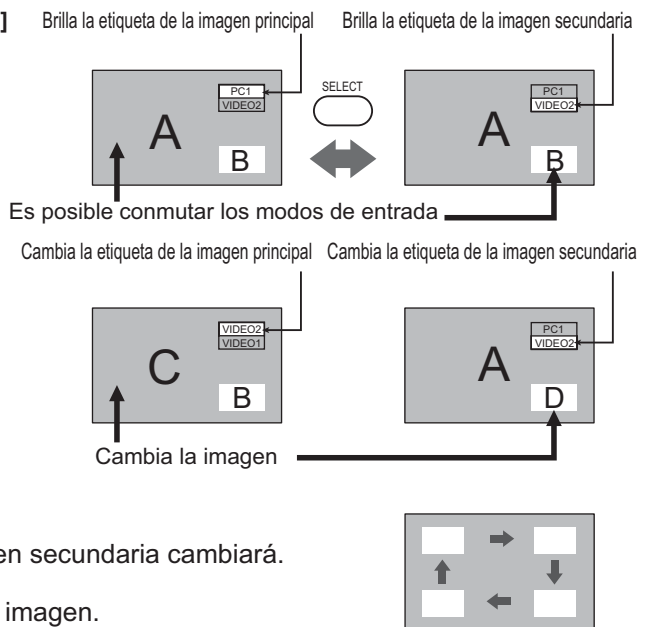 ]
Brilla la etiqueta de la imagen principal
Brilla la etiqueta de la imagen secundaria
PC1
VIDEO2
A
B
SELECT
PC1
VIDEO2
A
B
Es posible conmutar los modos de entrada
Cambia la etiqueta de la imagen principal
Cambia la etiqueta de la imagen secundaria
VIDEO2
VIDEO1
C
B
PC1
VIDEO2
A
D
Cambia la imagen
en secundaria cambiará.
imagen.